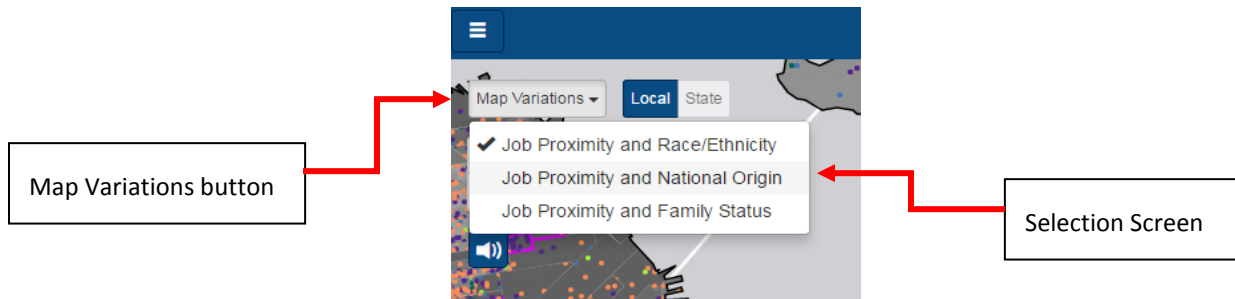 Map Variations
Local State
Job Proximity and Race/Ethnicity
Map Variations button
Job Proximity and National Origin
Job Proximity and Family Status
Selection Screen